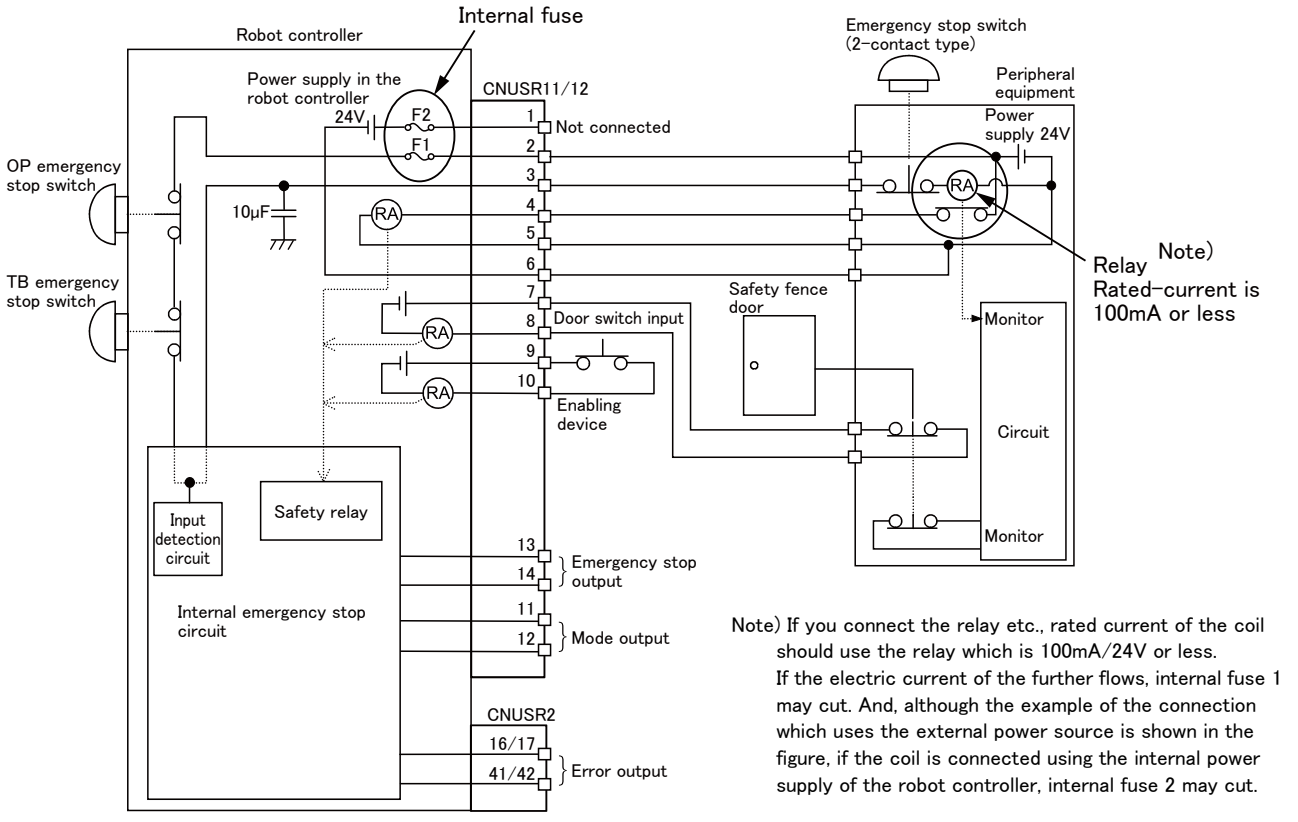 Internal fuse
Robot controller
Emergency stop switch
(2-contact type)
Power supply in the
robot controller
24V
F2
F1
CNUSR11/12
Peripheral
equipment
Power
supply 24V
OP emergency
stop switch
10µF
1
Not connected
2
3
4
5
6
7
8
9
10
RA
RA
RA
RA
TB emergency
stop switch
Door switch input
Enabling
device
Safety fence
door
Relay Note)
Rated-current is
100mA or less
Monitor
Circuit
Monitor
Input
detection
circuit
Safety relay
Internal emergency stop
circuit
13
14
Emergency stop
output
11
12
Mode output
CNUSR2
16/17
41/42
Error output
Note) If you connect the relay etc., rated current of the coil
should use the relay which is 100mA/24V or less.
If the electric current of the further flows, internal fuse 1
may cut. And, although the example of the connection
which uses the external power source is shown in the
figure, if the coil is connected using the internal power
supply of the robot controller, internal fuse 2 may cut.